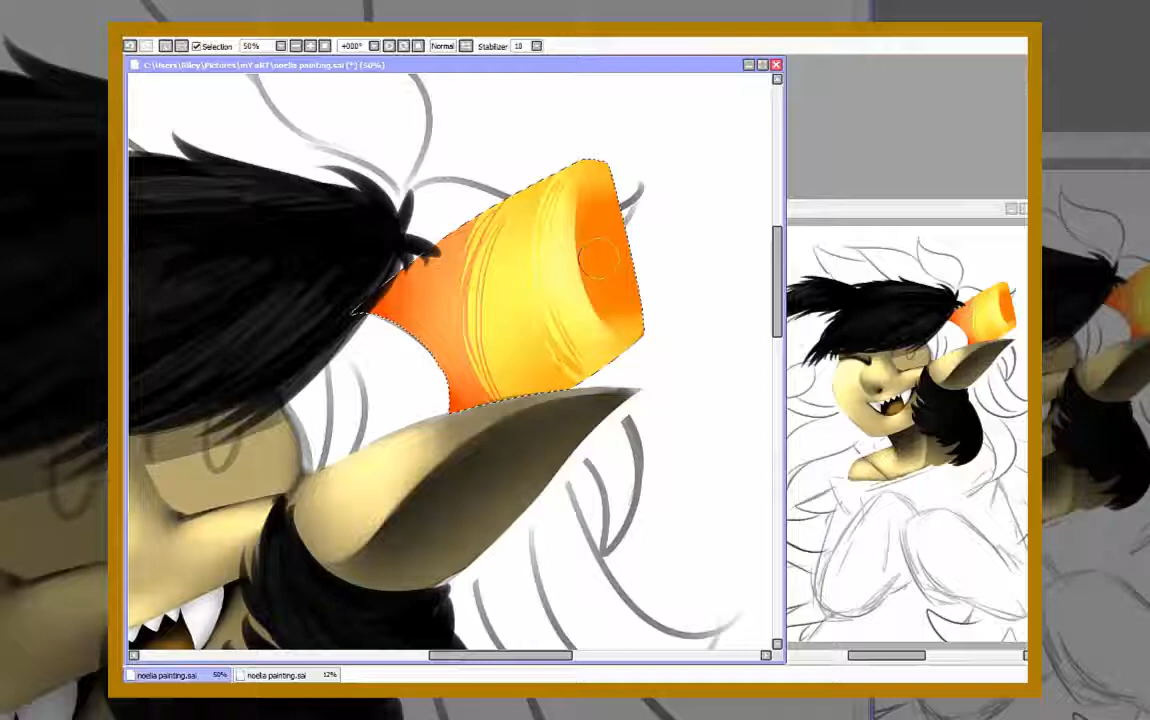 Selection 50% +000° Normal Stabilizer 10
C:\Users\Riley\Pictures\mY aRT\noelia painting.sai (*) (50%)
noelia painting.sai 50% noelia painting.sai 12%